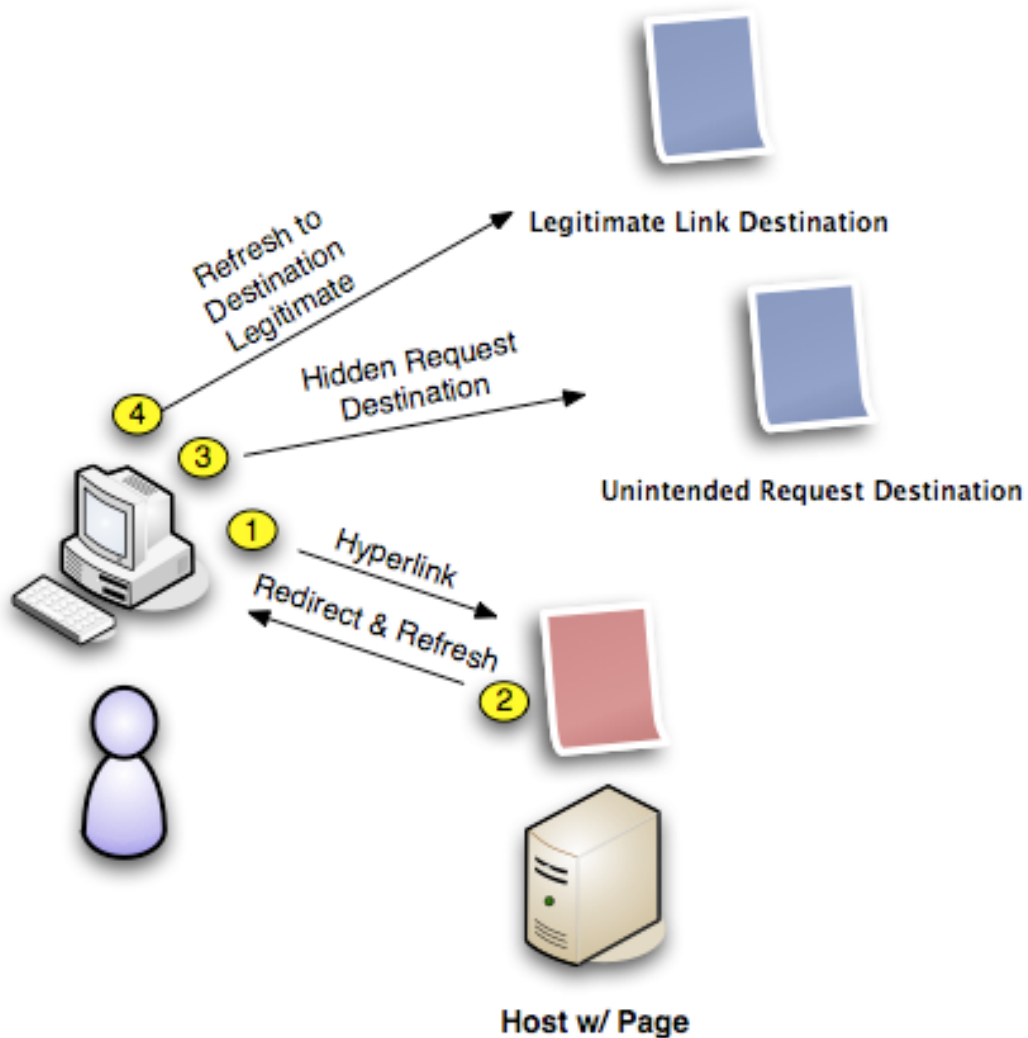 Legitimate Link Destination
Refresh to
Destination
Legitimate
Hidden Request
Destination
4
3
Unintended Request Destination
1
Hyperlink
Redirect & Refresh
2
Host w/ Page